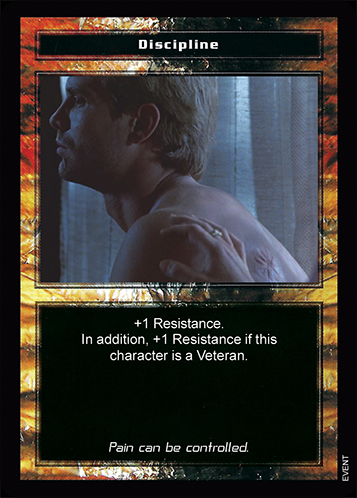 Discipline
+1 Resistance.
In addition, +1 Resistance if this
character is a Veteran.
Pain can be controlled.
EVENT